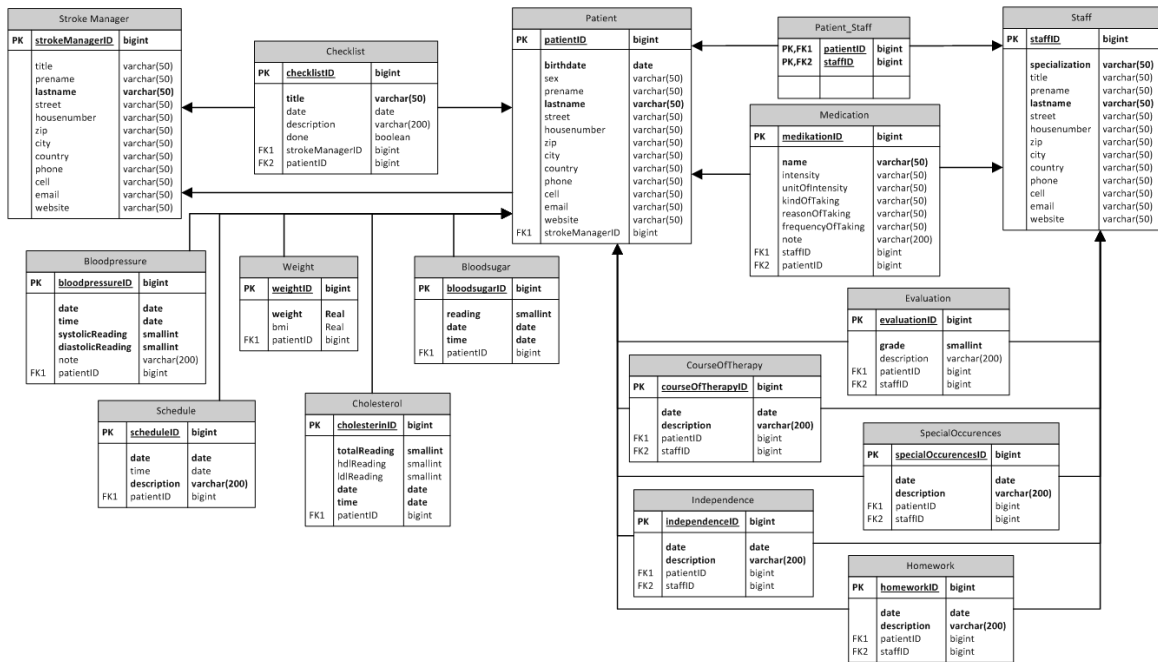 Stroke Manager
PK strokeManagerID bigint
title varchar(50)
prename varchar(50)
lastname varchar(50)
street varchar(50)
housenumber varchar(50)
zip varchar(50)
city varchar(50)
country varchar(50)
phone varchar(50)
cell varchar(50)
email varchar(50)
website varchar(50)
Checklist
PK checklistID bigint
title varchar(50)
date date
description varchar(200)
done boolean
FK1 strokeManagerID bigint
FK2 patientID bigint
Patient
PK patientID bigint
birthdate date
sex varchar(50)
prename varchar(50)
lastname varchar(50)
street varchar(50)
housenumber varchar(50)
zip varchar(50)
city varchar(50)
country varchar(50)
phone varchar(50)
cell varchar(50)
email varchar(50)
website varchar(50)
FK1 strokeManagerID bigint
Patient_Staff
PK,FK1 patientID bigint
PK,FK2 staffID bigint
Staff
PK staffID bigint
specialization varchar(50)
title varchar(50)
prename varchar(50)
lastname varchar(50)
street varchar(50)
housenumber varchar(50)
zip varchar(50)
city varchar(50)
country varchar(50)
phone varchar(50)
cell varchar(50)
email varchar(50)
website varchar(50)
Medication
PK medikationID bigint
name varchar(50)
intensity varchar(50)
unitOfIntensity varchar(50)
kindOfTaking varchar(50)
reasonOfTaking varchar(50)
frequencyOfTaking varchar(50)
note varchar(200)
FK1 staffID bigint
FK2 patientID bigint
Bloodpressure
PK bloodpressureID bigint
date date
time date
systolicReading smallint
diastolicReading smallint
note varchar(200)
FK1 patientID bigint
Weight
PK weightID bigint
weight Real
bmi Real
FK1 patientID bigint
Bloodsugar
PK bloodsugarID bigint
reading smallint
date date
time date
FK1 patientID bigint
Schedule
PK scheduleID bigint
date date
time date
description varchar(200)
FK1 patientID bigint
Cholesterol
PK cholesterinID bigint
totalReading smallint
hdlReading smallint
ldlReading smallint
date date
time date
FK1 patientID bigint
Evaluation
PK evaluationID bigint
grade smallint
description varchar(200)
FK1 patientID bigint
FK2 staffID bigint
CourseOfTherapy
PK courseOfTherapyID bigint
date date
description varchar(200)
FK1 patientID bigint
FK2 staffID bigint
SpecialOccurences
PK specialOccurencesID bigint
date date
description varchar(200)
FK1 patientID bigint
FK2 staffID bigint
Independence
PK independenceID bigint
date date
description varchar(200)
FK1 patientID bigint
FK2 staffID bigint
Homework
PK homeworkID bigint
date date
description varchar(200)
FK1 patientID bigint
FK2 staffID bigint